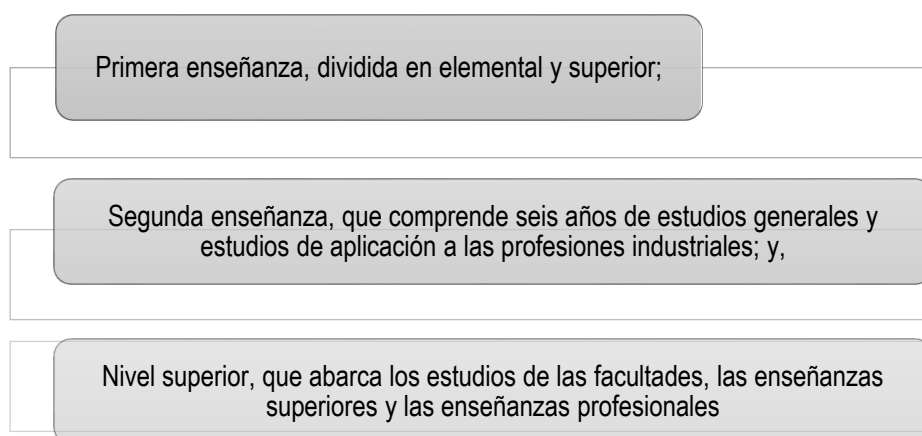 Primera enseñanza, dividida en elemental y superior;
Segunda enseñanza, que comprende seis años de estudios generales y
estudios de aplicación a las profesiones industriales; y,
Nivel superior, que abarca los estudios de las facultades, las enseñanzas
superiores y las enseñanzas profesionales